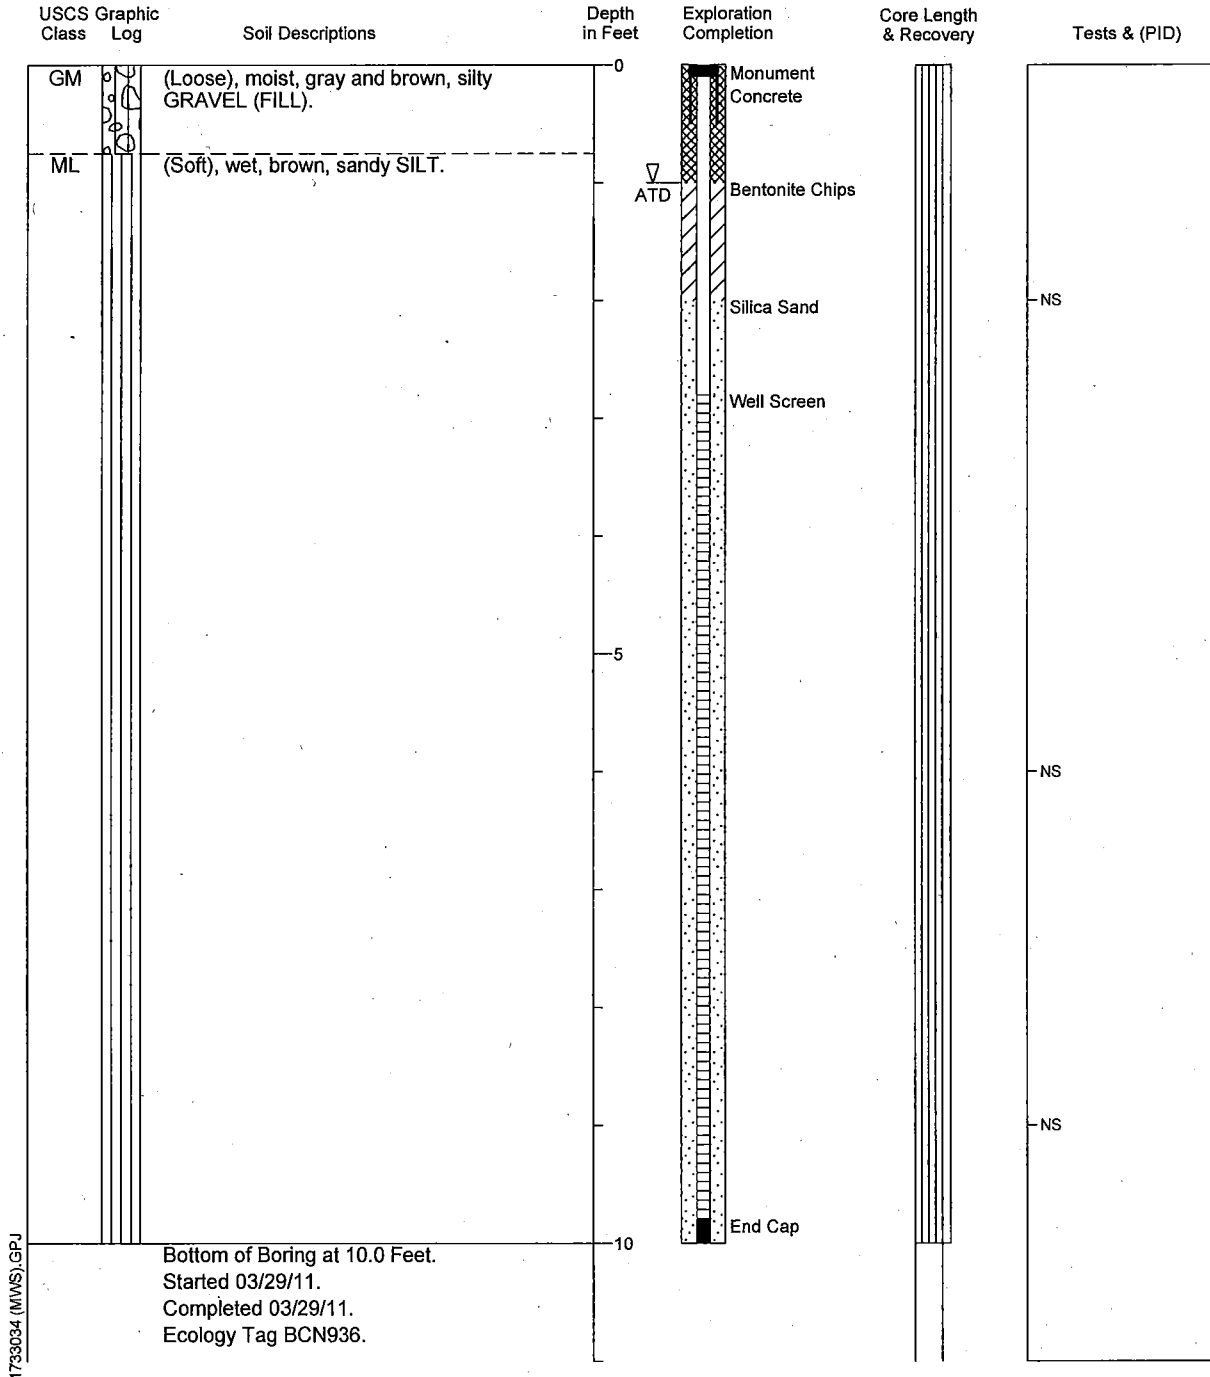 USCS Graphic
Class Log
Soil Descriptions
Depth
in Feet
Exploration
Completion
Core Length
& Recovery
Tests & (PID)
GM
(Loose), moist, gray and brown, silty
GRAVEL (FILL).
ML
(Soft), wet, brown, sandy SILT.
0
5
10
ATD
Monument
Concrete
Bentonite Chips
Silica Sand
Well Screen
End Cap
NS
NS
NS
Bottom of Boring at 10.0 Feet.
Started 03/29/11.
Completed 03/29/11.
Ecology Tag BCN936.
1733034 (MWS).GPJ